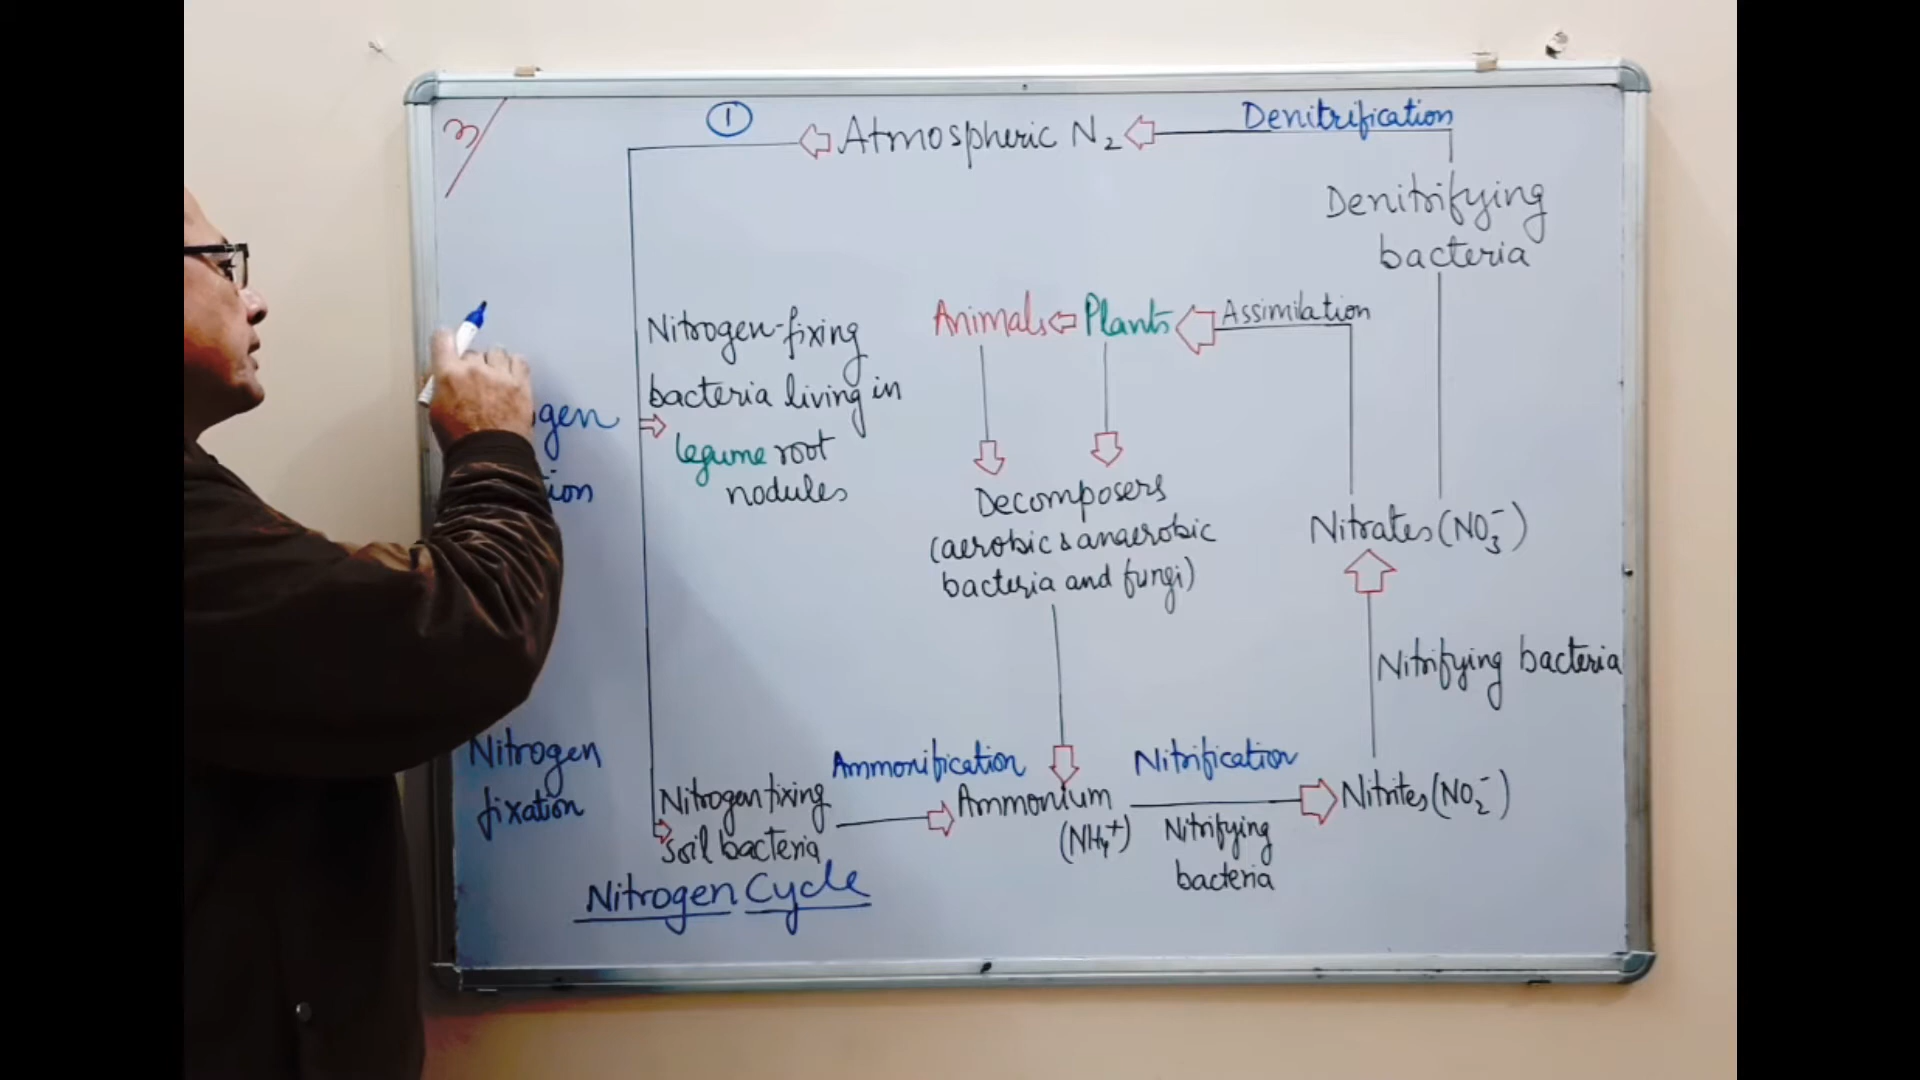 3/
1
Atmospheric N2
Denitrification
Denitrifying
bacteria
Nitrogen-fixing
bacteria living in
legume root
nodules
Animals
Plants
Assimilation
Decomposers
(aerobic & anaerobic
bacteria and fungi)
Nitrates (NO3-)
Nitrifying bacteria
Nitrogen
fixation
Nitrogen fixing
soil bacteria
Ammonification
Ammonium
(NH4+)
Nitrification
Nitrifying
bacteria
Nitrites (NO2-)
Nitrogen Cycle